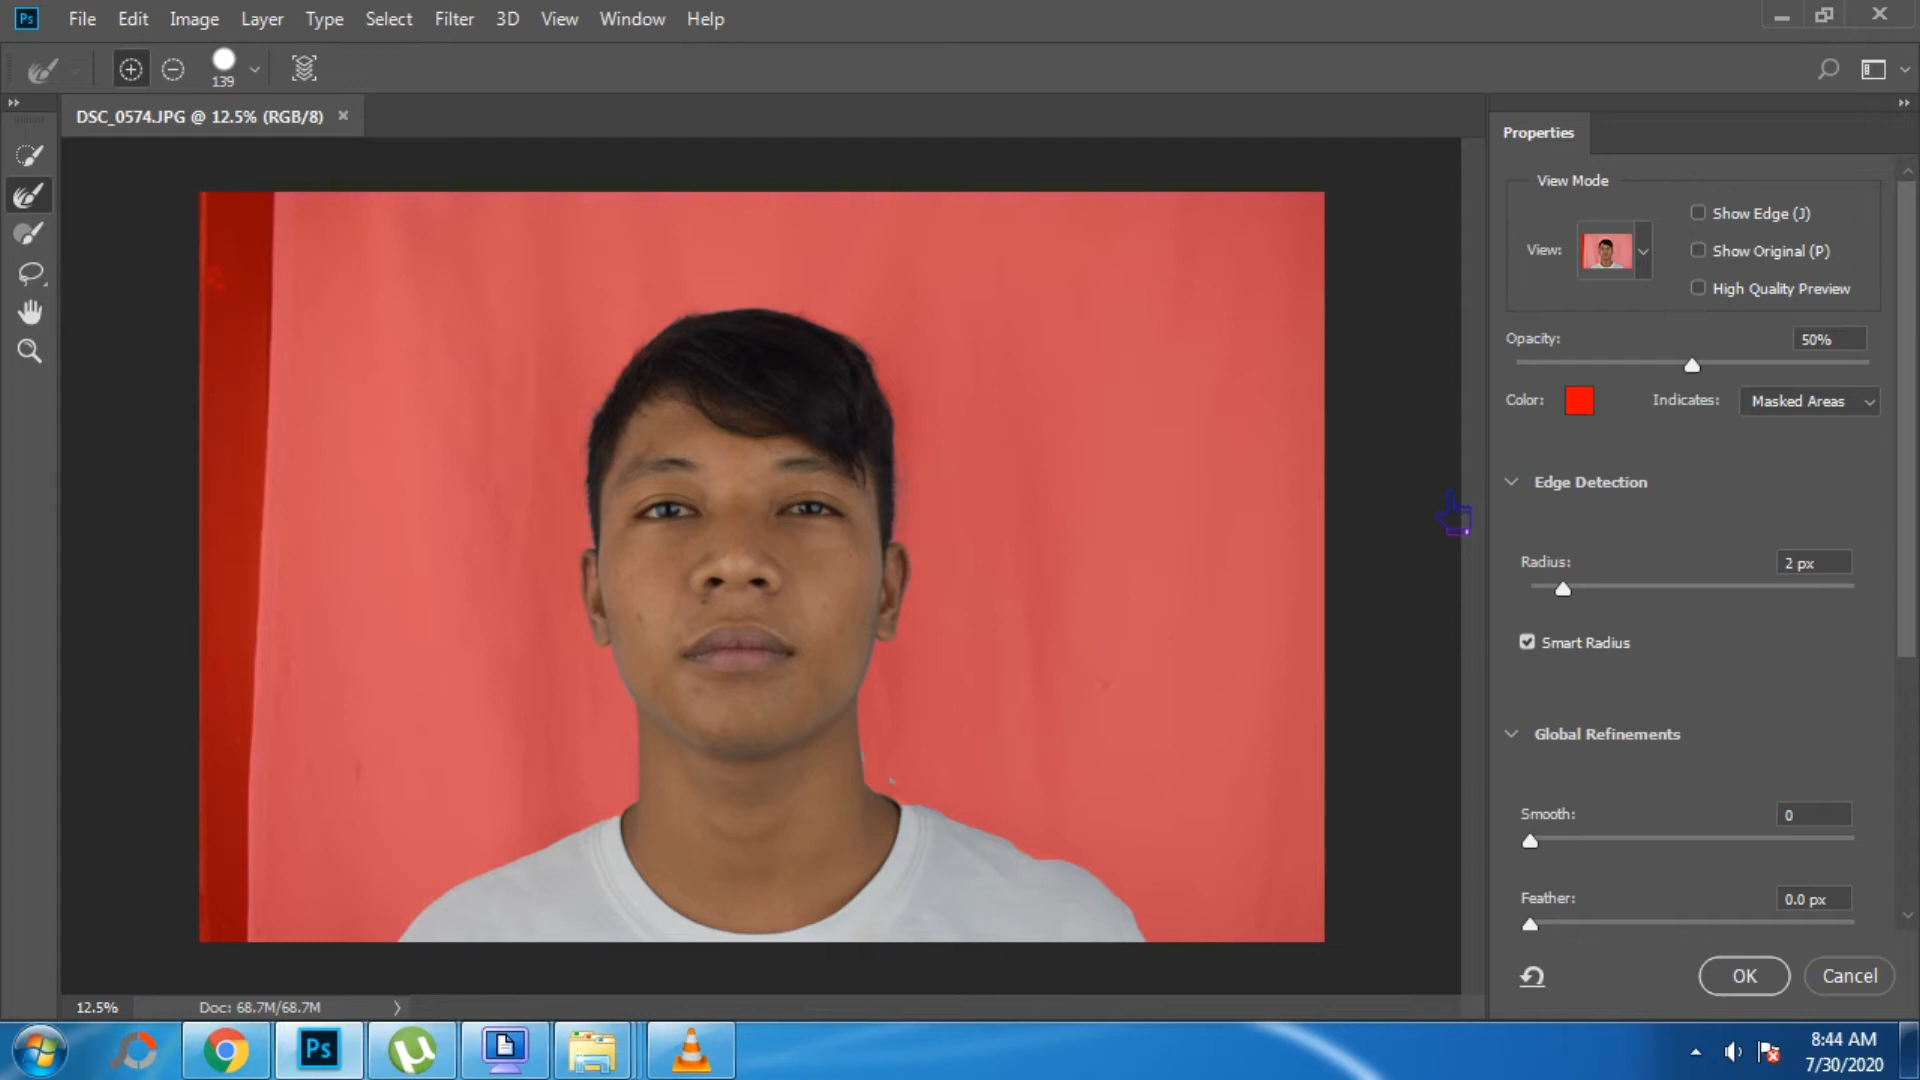 Ps File Edit Image Layer Type Select Filter 3D View Window Help
139
DSC_0574.JPG @ 12.5% (RGB/8)
Properties
View Mode
Show Edge (J)
View:
Show Original (P)
High Quality Preview
Opacity: 50%
Color: Indicates: Masked Areas
Edge Detection
Radius: 2 px
Smart Radius
Global Refinements
Smooth: 0
Feather: 0.0 px
OK Cancel
12.5% Doc: 68.7M/68.7M
Ps
8:44 AM
7/30/2020